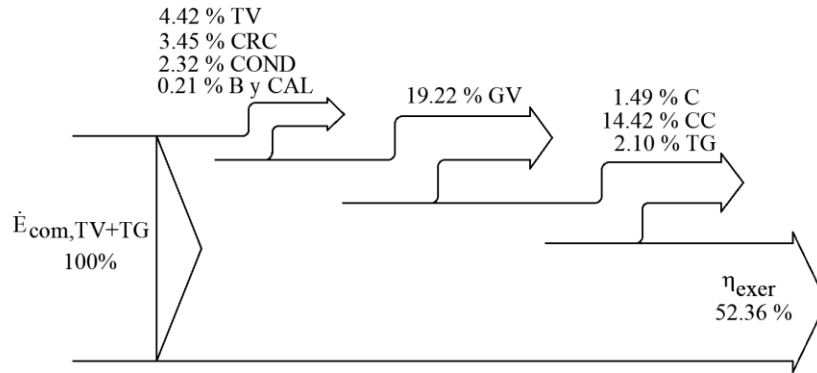 4.42 % TV
3.45 % CRC
2.32 % COND
0.21 % B y CAL
19.22 % GV
1.49 % C
14.42 % CC
2.10 % TG
Ė com,TV+TG
100%
η exer
52.36 %